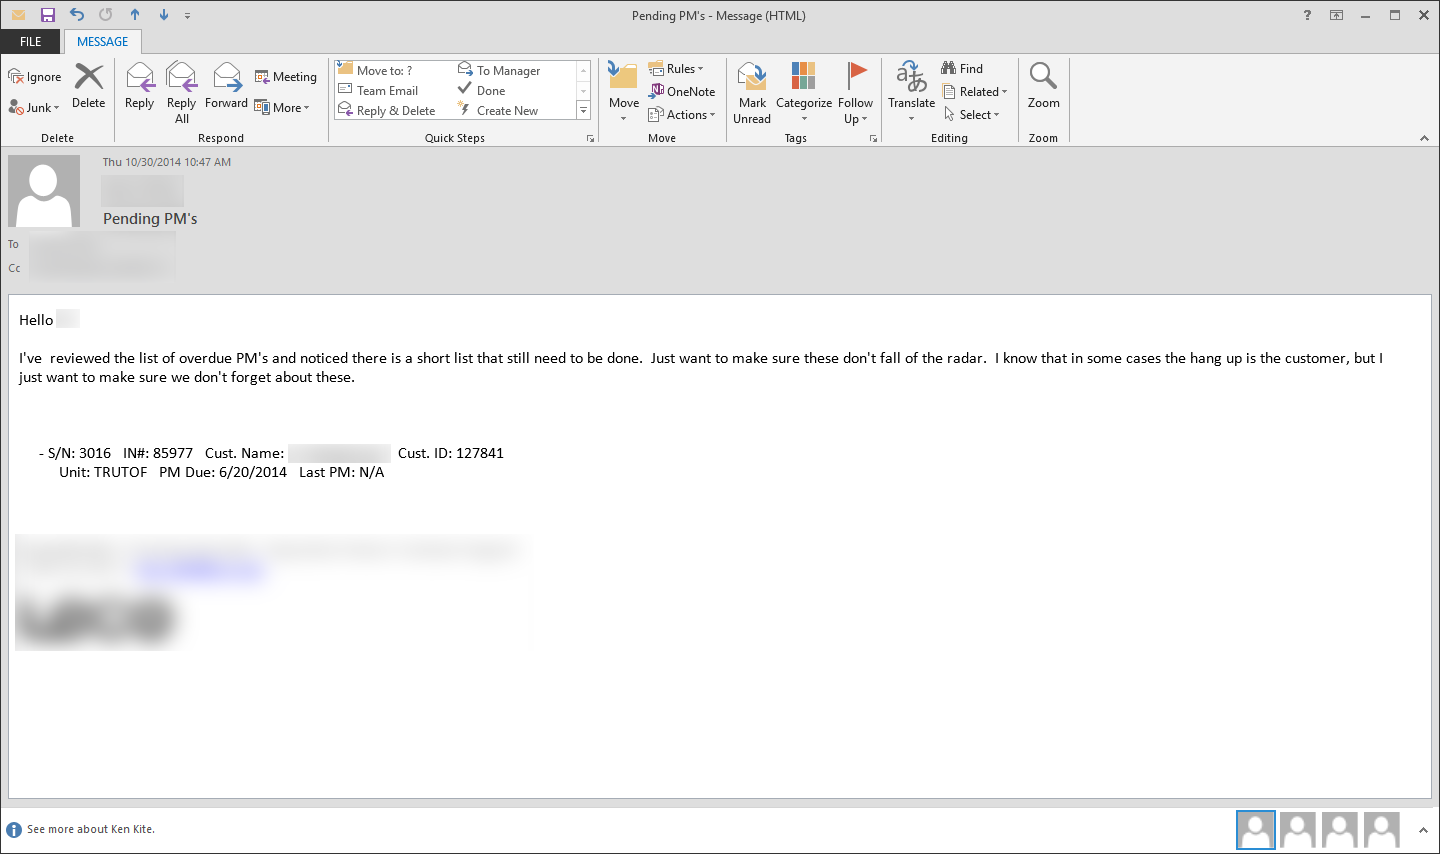 Pending PM's - Message (HTML)
?
FILE
MESSAGE
Ignore
Junk
Delete
Delete
Reply
Reply All
Forward
Meeting
More
Respond
Move to: ?
Team Email
Reply & Delete
To Manager
Done
Create New
Quick Steps
Move
Rules
OneNote
Actions
Move
Mark Unread
Categorize
Follow Up
Tags
Translate
Find
Related
Select
Editing
Zoom
Zoom
Thu 10/30/2014 10:47 AM
Pending PM's
To
Cc
Hello
I've  reviewed the list of overdue PM's and noticed there is a short list that still need to be done.  Just want to make sure these don't fall of the radar.  I know that in some cases the hang up is the customer, but I
just want to make sure we don't forget about these.
- S/N: 3016   IN#: 85977   Cust. Name:   Cust. ID: 127841
Unit: TRUTOF   PM Due: 6/20/2014   Last PM: N/A
See more about Ken Kite.